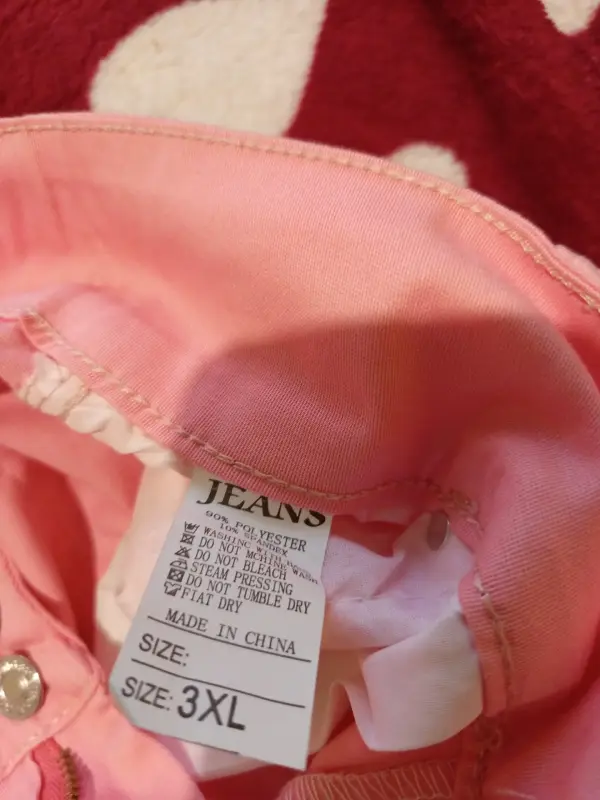 JEANS
90% POLYESTER
10% SPANDEX
WASHING WITH
DO NOT MCHINE WASH
DO NOT BLEACH
STEAM PRESSING
DO NOT TUMBLE DRY
FIAT DRY
MADE IN CHINA
SIZE:
SIZE: 3XL